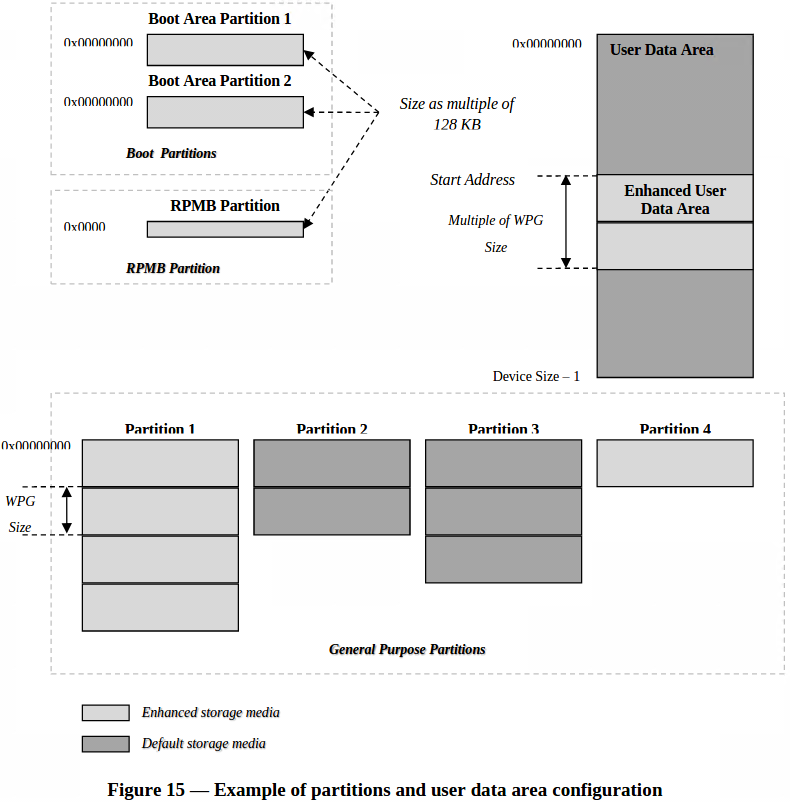 Boot Area Partition 1
0x00000000
Boot Area Partition 2
0x00000000
Boot Partitions
RPMB Partition
0x0000
RPMB Partition
Size as multiple of
128 KB
0x00000000
User Data Area
Start Address
Enhanced User
Data Area
Multiple of WPG
Size
Device Size – 1
Partition 1
Partition 2
Partition 3
Partition 4
0x00000000
WPG
Size
General Purpose Partitions
Enhanced storage media
Default storage media
Figure 15 — Example of partitions and user data area configuration